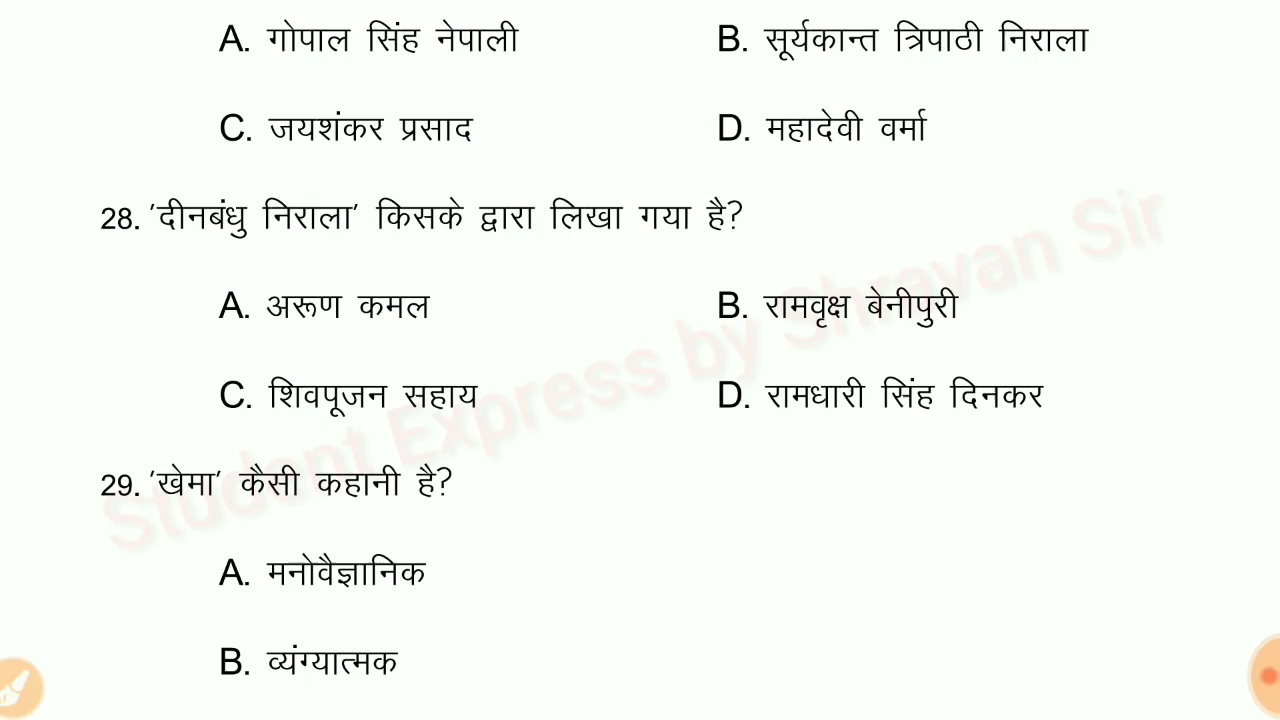 A. गोपाल सिंह नेपाली B. सूर्यकान्त त्रिपाठी निराला
C. जयशंकर प्रसाद D. महादेवी वर्मा
28. 'दीनबंधु निराला' किसके द्वारा लिखा गया है?
A. अरूण कमल B. रामवृक्ष बेनीपुरी
C. शिवपूजन सहाय D. रामधारी सिंह दिनकर
29. 'खेमा' कैसी कहानी है?
A. मनोवैज्ञानिक
B. व्यंग्यात्मक
Student Express by Shravan Sir